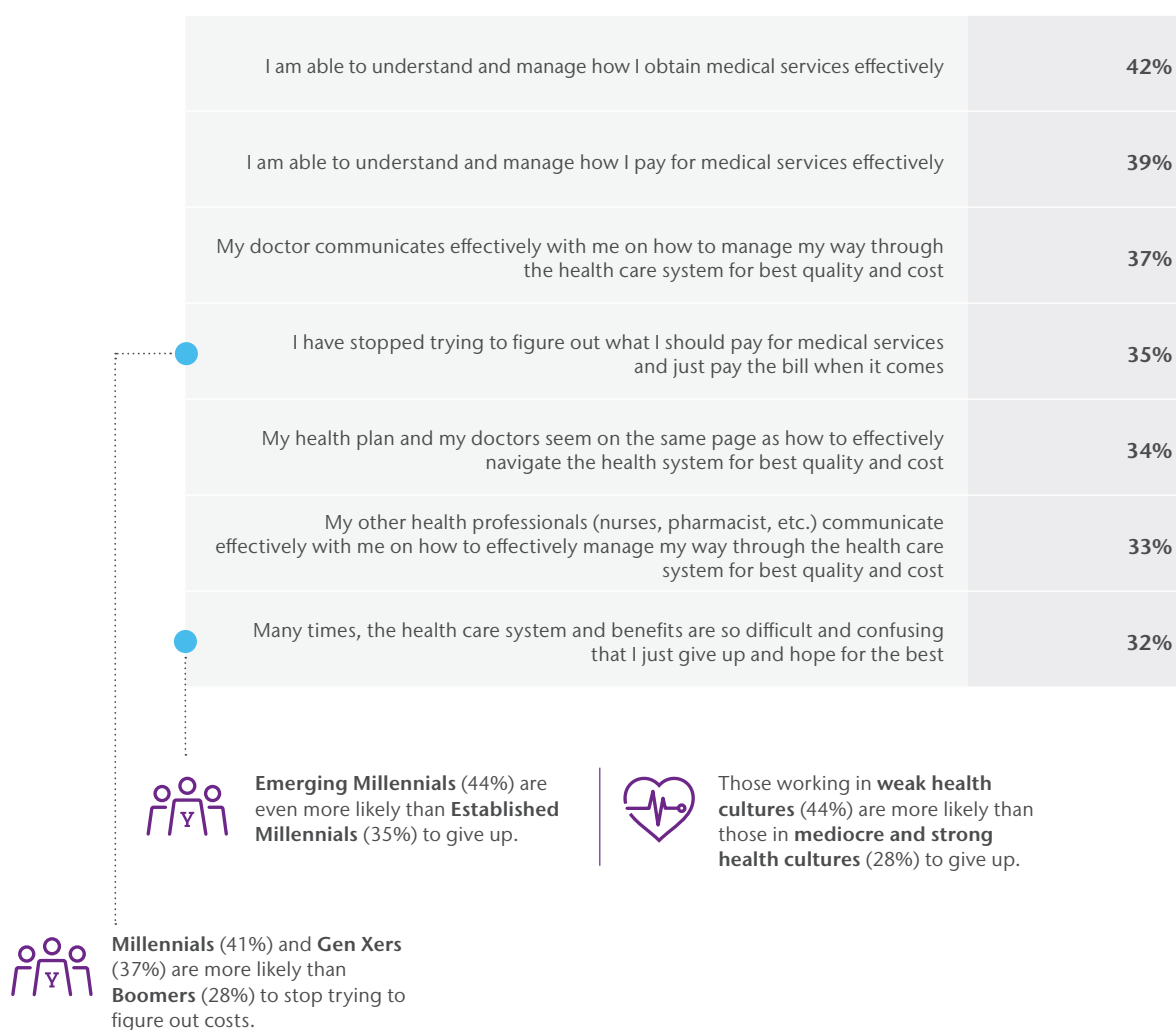 I am able to understand and manage how I obtain medical services effectively
42%
I am able to understand and manage how I pay for medical services effectively
39%
My doctor communicates effectively with me on how to manage my way through
the health care system for best quality and cost
37%
I have stopped trying to figure out what I should pay for medical services
and just pay the bill when it comes
35%
My health plan and my doctors seem on the same page as how to effectively
navigate the health system for best quality and cost
34%
My other health professionals (nurses, pharmacist, etc.) communicate
effectively with me on how to effectively manage my way through the health care
system for best quality and cost
33%
Many times, the health care system and benefits are so difficult and confusing
that I just give up and hope for the best
32%
Y
Emerging Millennials (44%) are
even more likely than Established
Millennials (35%) to give up.
Those working in weak health
cultures (44%) are more likely than
those in mediocre and strong
health cultures (28%) to give up.
Y
Millennials (41%) and Gen Xers
(37%) are more likely than
Boomers (28%) to stop trying to
figure out costs.